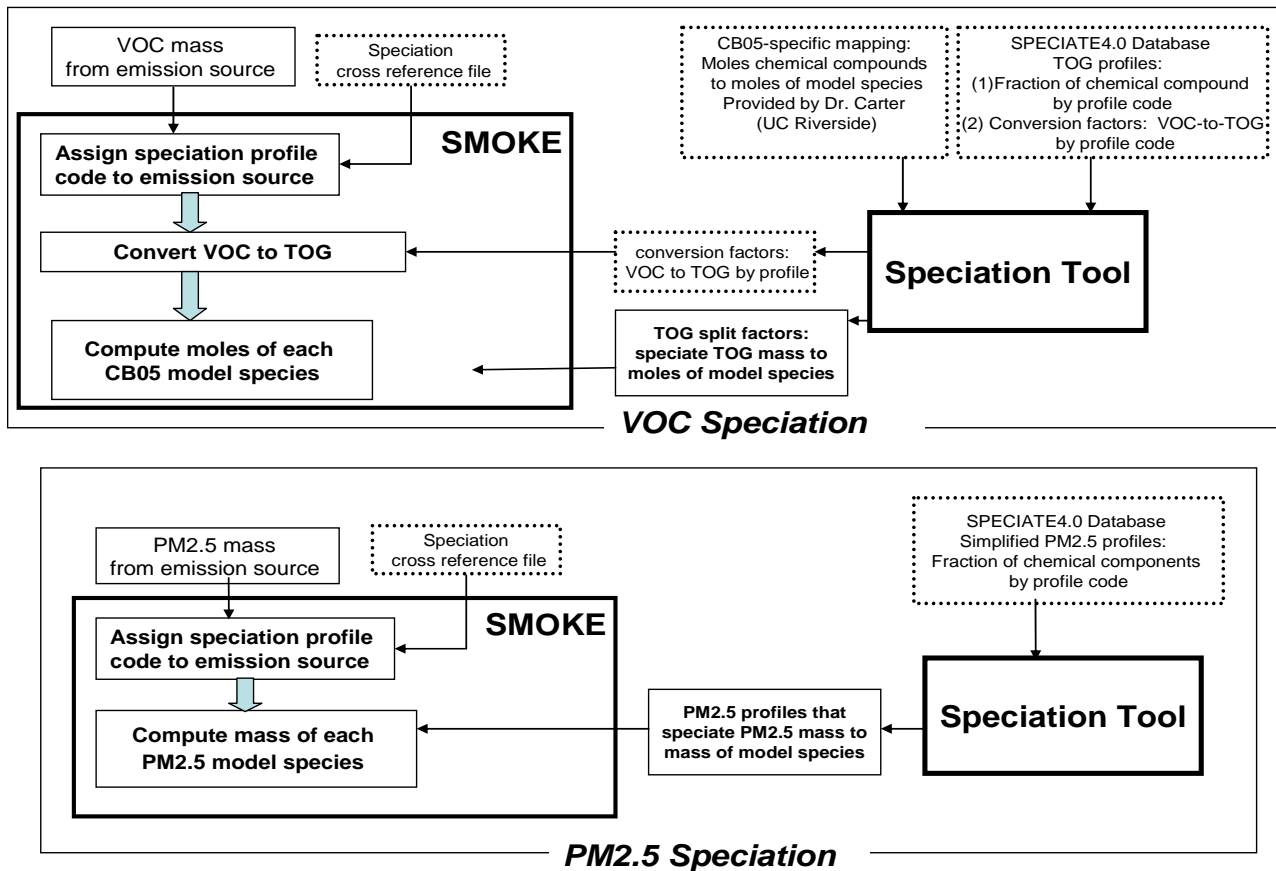 VOC mass
from emission source
Speciation
cross reference file
CB05-specific mapping:
Moles chemical compounds
to moles of model species
Provided by Dr. Carter
(UC Riverside)
SPECIATE4.0 Database
TOG profiles:
(1)Fraction of chemical compound
by profile code
(2) Conversion factors: VOC-to-TOG
by profile code
SMOKE
Assign speciation profile
code to emission source
Convert VOC to TOG
conversion factors:
VOC to TOG by profile
Speciation Tool
Compute moles of each
CB05 model species
TOG split factors:
speciate TOG mass to
moles of model species
VOC Speciation
PM2.5 mass
from emission source
Speciation
cross reference file
SPECIATE4.0 Database
Simplified PM2.5 profiles:
Fraction of chemical components
by profile code
SMOKE
Assign speciation profile
code to emission source
Compute mass of each
PM2.5 model species
PM2.5 profiles that
speciate PM2.5 mass to
mass of model species
Speciation Tool
PM2.5 Speciation